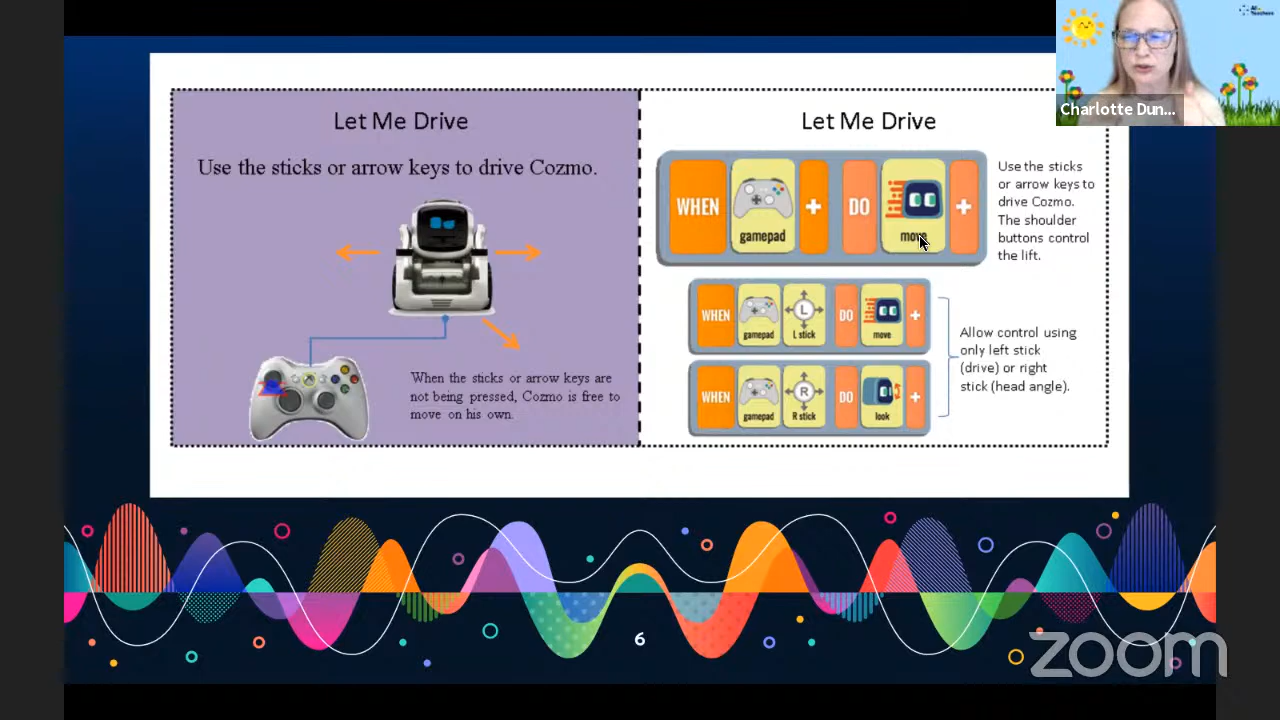 Let Me Drive
Use the sticks or arrow keys to drive Cozmo.
When the sticks or arrow keys are
not being pressed, Cozmo is free to
move on his own.
Let Me Drive
WHEN gamepad + DO move +
Use the sticks
or arrow keys to
drive Cozmo.
The shoulder
buttons control
the lift.
WHEN gamepad L L stick DO move +
WHEN gamepad R R stick DO look +
Allow control using
only left stick
(drive) or right
stick (head angle).
6
Charlotte Dun...
zoom